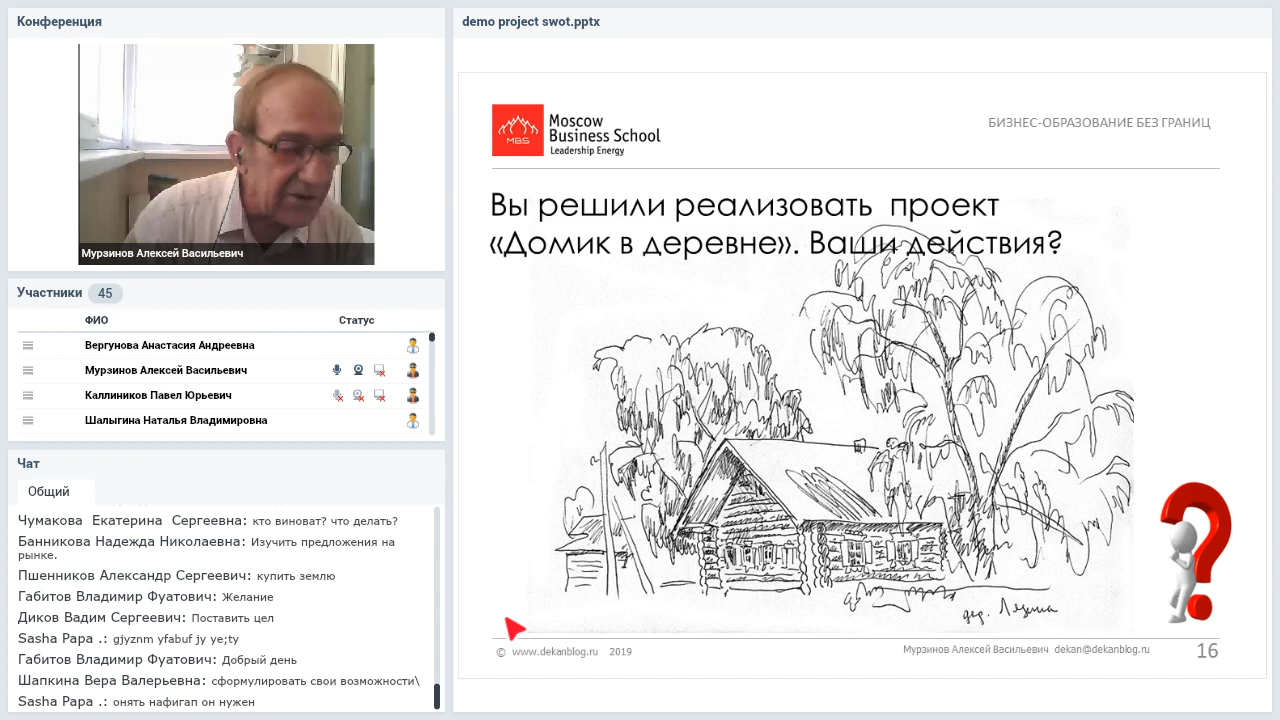 Конференция
Мурзинов Алексей Васильевич
Участники 45
ФИО Статус
Вергунова Анастасия Андреевна
Мурзинов Алексей Васильевич
Каллиников Павел Юрьевич
Шалыгина Наталья Владимировна
Чат
Общий
Чумакова Екатерина Сергеевна: кто виноват? что делать?
Банникова Надежда Николаевна: Изучить предложения на
рынке.
Пшенников Александр Сергеевич: купить землю
Габитов Владимир Фуатович: Желание
Диков Вадим Сергеевич: Поставить цел
Sasha Papa .: gjyznm yfabuf jy ye;ty
Габитов Владимир Фуатович: Добрый день
Шапкина Вера Валерьевна: сформулировать свои возможности\
Sasha Papa .: онять нафигап он нужен
demo project swot.pptx
MBS
Moscow
Business School
Leadership Energy
БИЗНЕС-ОБРАЗОВАНИЕ БЕЗ ГРАНИЦ
Вы решили реализовать проект
«Домик в деревне». Ваши действия?
дер.
© www.dekanblog.ru 2019
Мурзинов Алексей Васильевич dekan@dekanblog.ru
16